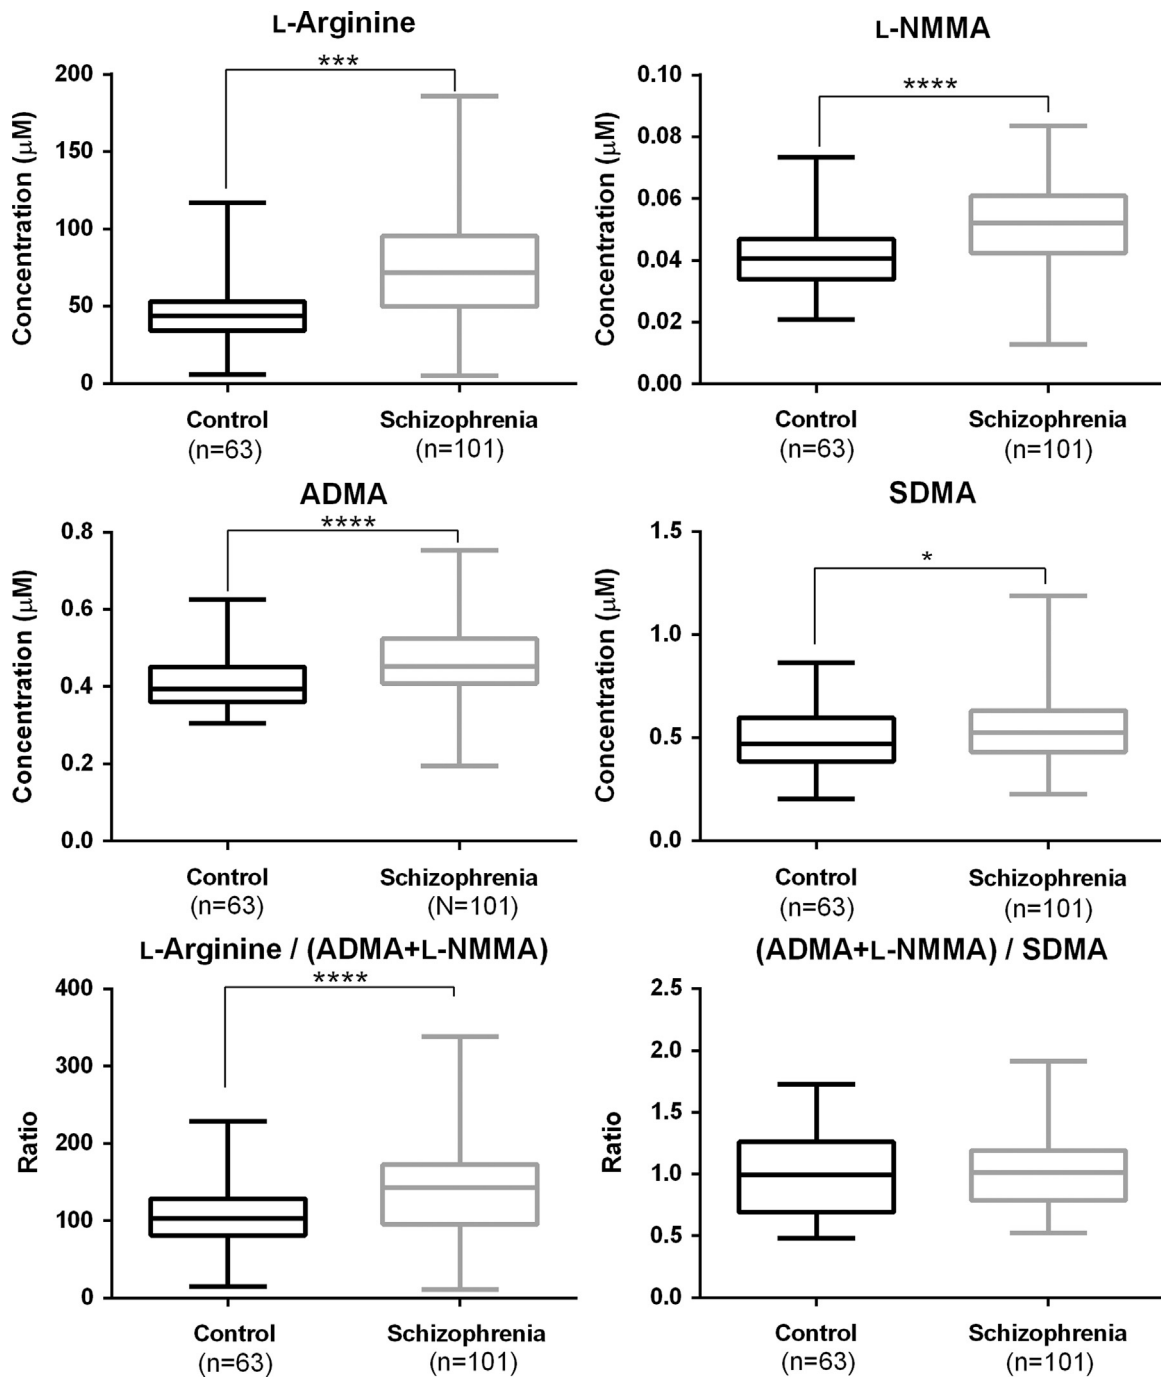 L-Arginine
***
200
150
100
50
0
Concentration (μM)
Control
(n=63)
Schizophrenia
(n=101)
L-NMMA
****
0.10
0.08
0.06
0.04
0.02
0.00
Concentration (μM)
Control
(n=63)
Schizophrenia
(n=101)
ADMA
****
0.8
0.6
0.4
0.2
0.0
Concentration (μM)
Control
(n=63)
Schizophrenia
(N=101)
SDMA
*
1.5
1.0
0.5
0.0
Concentration (μM)
Control
(n=63)
Schizophrenia
(n=101)
L-Arginine / (ADMA+L-NMMA)
****
400
300
200
100
0
Ratio
Control
(n=63)
Schizophrenia
(n=101)
(ADMA+L-NMMA) / SDMA
2.5
2.0
1.5
1.0
0.5
0.0
Ratio
Control
(n=63)
Schizophrenia
(n=101)